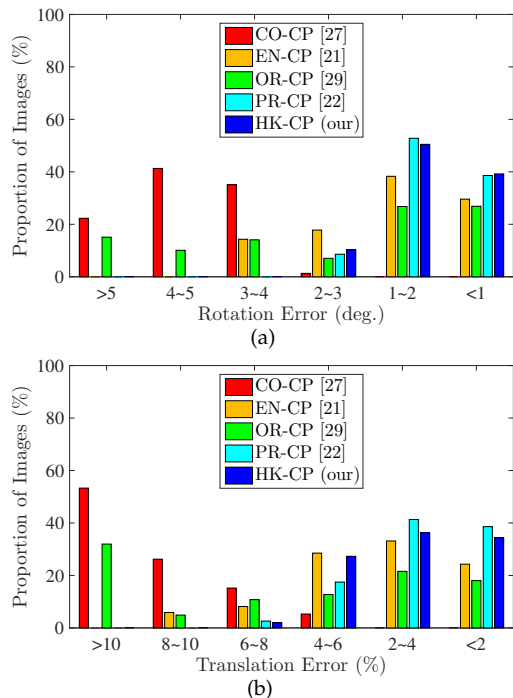 100
80
60
40
20
0
Proportion of Images (%)
CO-CP [27]
EN-CP [21]
OR-CP [29]
PR-CP [22]
HK-CP (our)
>5 4~5 3~4 2~3 1~2 <1
Rotation Error (deg.)
(a)
100
80
60
40
20
0
Proportion of Images (%)
CO-CP [27]
EN-CP [21]
OR-CP [29]
PR-CP [22]
HK-CP (our)
>10 8~10 6~8 4~6 2~4 <2
Translation Error (%)
(b)